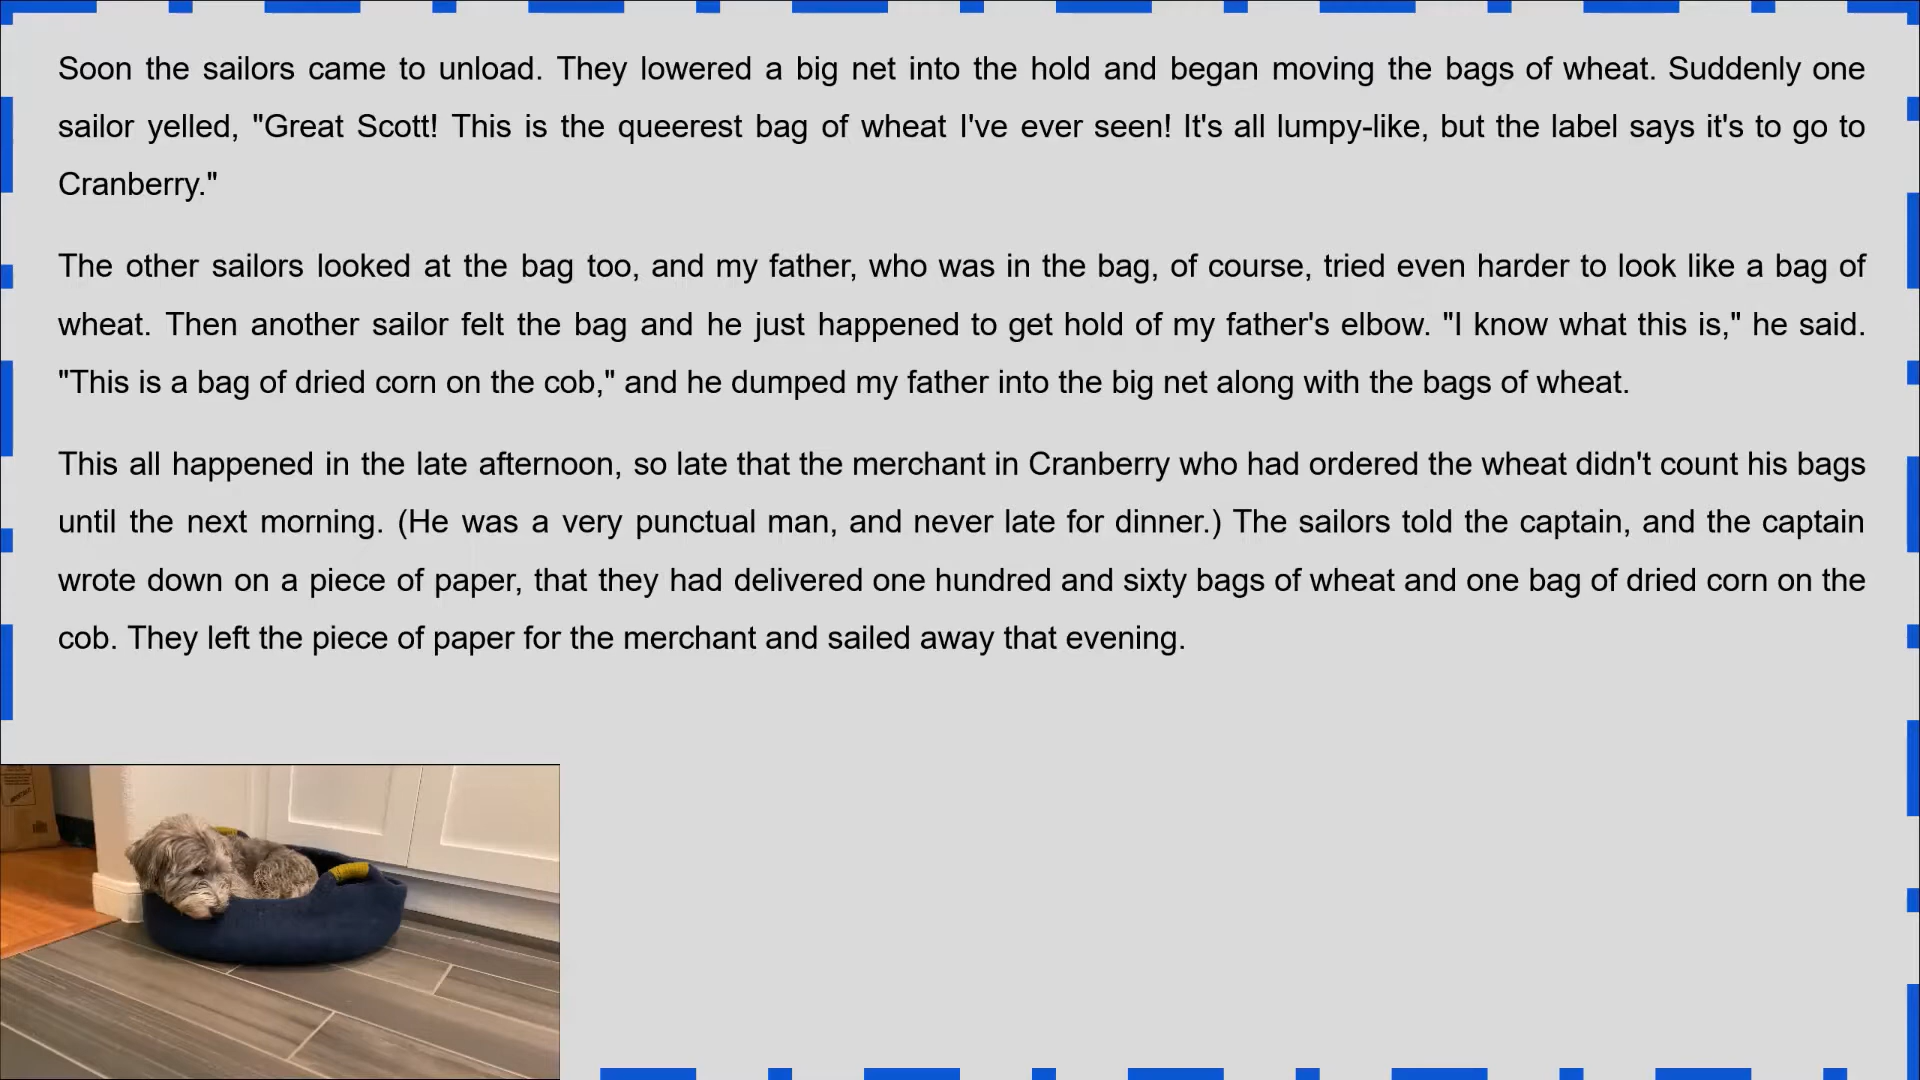 Soon the sailors came to unload. They lowered a big net into the hold and began moving the bags of wheat. Suddenly one
sailor yelled, "Great Scott! This is the queerest bag of wheat I've ever seen! It's all lumpy-like, but the label says it's to go to
Cranberry."
The other sailors looked at the bag too, and my father, who was in the bag, of course, tried even harder to look like a bag of
wheat. Then another sailor felt the bag and he just happened to get hold of my father's elbow. "I know what this is," he said.
"This is a bag of dried corn on the cob," and he dumped my father into the big net along with the bags of wheat.
This all happened in the late afternoon, so late that the merchant in Cranberry who had ordered the wheat didn't count his bags
until the next morning. (He was a very punctual man, and never late for dinner.) The sailors told the captain, and the captain
wrote down on a piece of paper, that they had delivered one hundred and sixty bags of wheat and one bag of dried corn on the
cob. They left the piece of paper for the merchant and sailed away that evening.